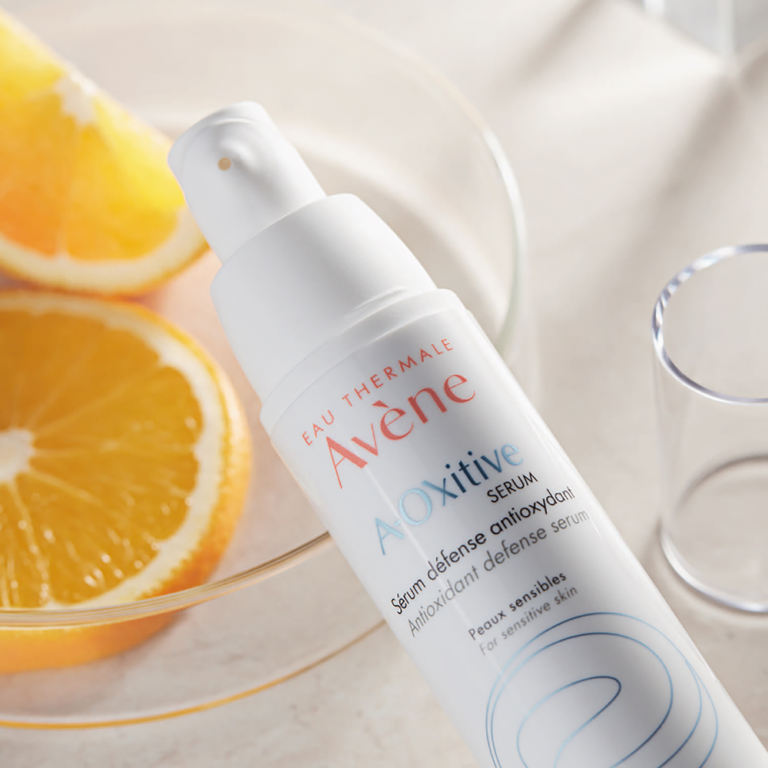 EAU THERMALE
Avène
A-Oxitive
SERUM
Sérum défense antioxydant
Antioxidant defense serum
Peaux sensibles
For sensitive skin